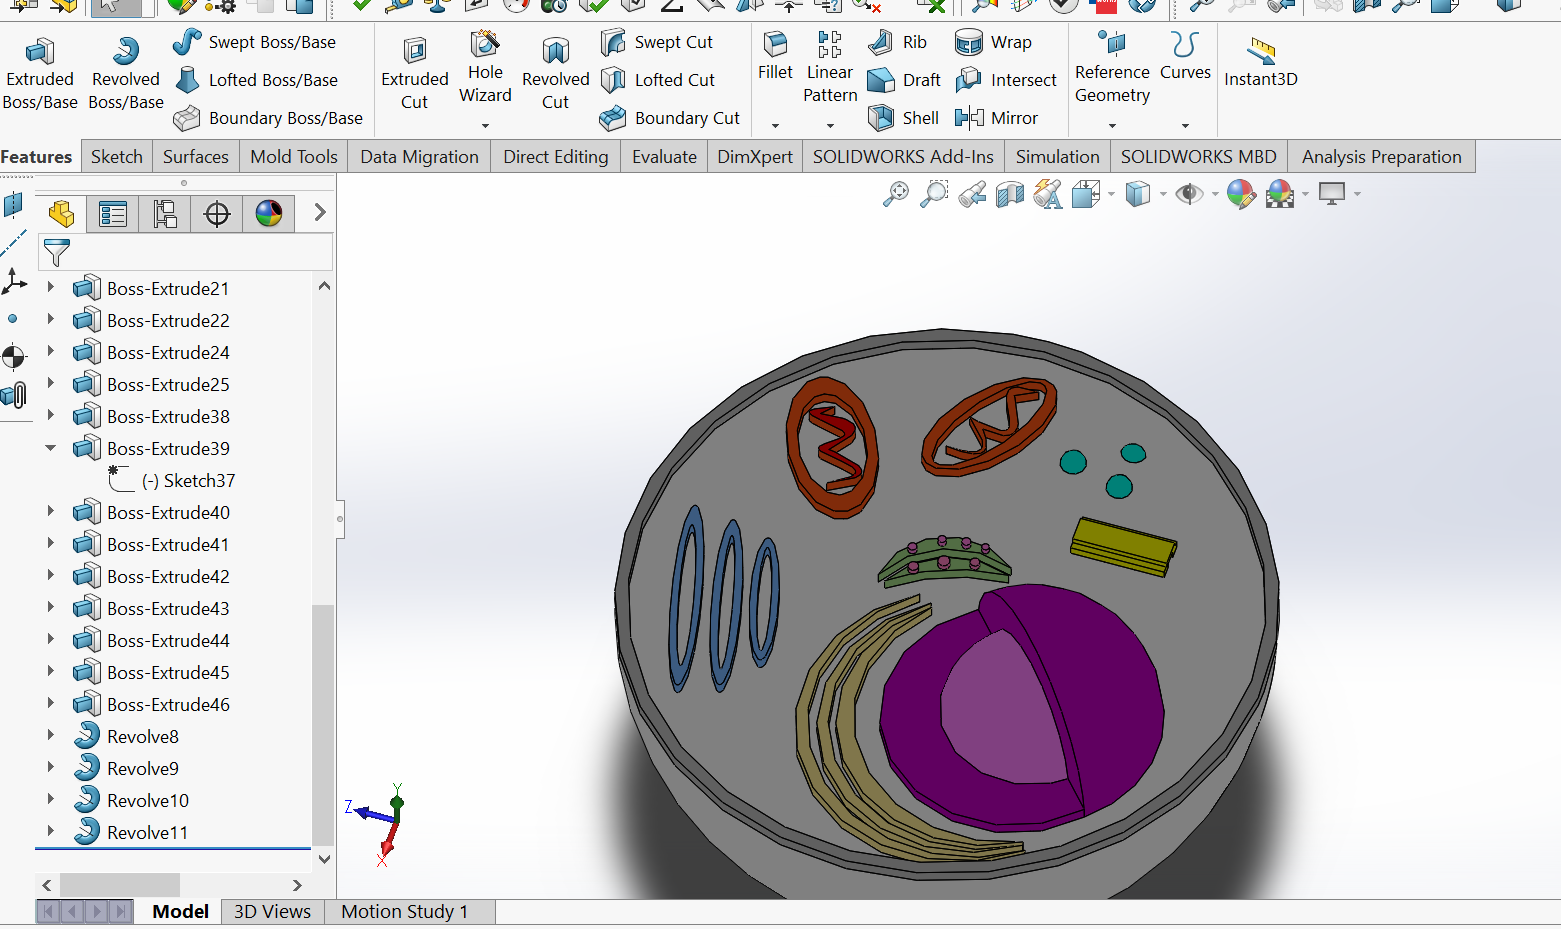 Extruded
Boss/Base
Revolved
Boss/Base
Swept Boss/Base
Lofted Boss/Base
Boundary Boss/Base
Extruded
Cut
Hole
Wizard
Revolved
Cut
Swept Cut
Lofted Cut
Boundary Cut
Fillet
Linear
Pattern
Rib
Draft
Shell
Wrap
Intersect
Mirror
Reference
Geometry
Curves
Instant3D
Features Sketch Surfaces Mold Tools Data Migration Direct Editing Evaluate DimXpert SOLIDWORKS Add-Ins Simulation SOLIDWORKS MBD Analysis Preparation
Boss-Extrude21
Boss-Extrude22
Boss-Extrude24
Boss-Extrude25
Boss-Extrude38
Boss-Extrude39
(-) Sketch37
Boss-Extrude40
Boss-Extrude41
Boss-Extrude42
Boss-Extrude43
Boss-Extrude44
Boss-Extrude45
Boss-Extrude46
Revolve8
Revolve9
Revolve10
Revolve11
Y
Z
X
Model 3D Views Motion Study 1